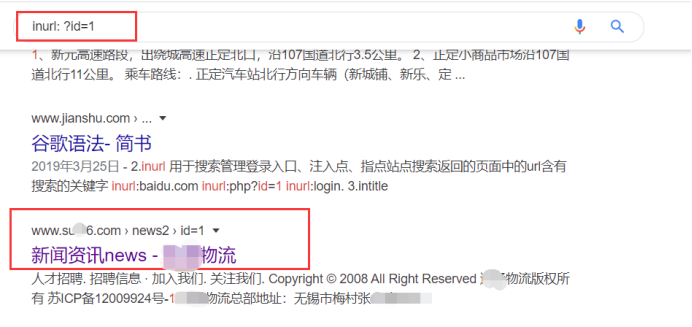 inurl: ?id=1
1、新元高速路段，出绕城高速正定北口，沿107国道北行3.5公里。 2、正定小商品市场沿107国
道北行11公里。 乘车路线：. 正定汽车站北行方向车辆（新城铺、新乐、定 ...
www.jianshu.com › ...
谷歌语法- 简书
2019年3月25日 - 2.inurl 用于搜索管理登录入口、注入点、指点站点搜索返回的页面中的url含有
搜索的关键字 inurl:baidu.com inurl:php?id=1 inurl:login. 3.intitle
www.su 6.com › news2 › id=1
新闻资讯news - 物流
人才招聘. 招聘信息 · 加入我们. 关注我们. Copyright © 2008 All Right Reserved 物流版权所
有 苏ICP备12009924号-1 物流总部地址：无锡市梅村张